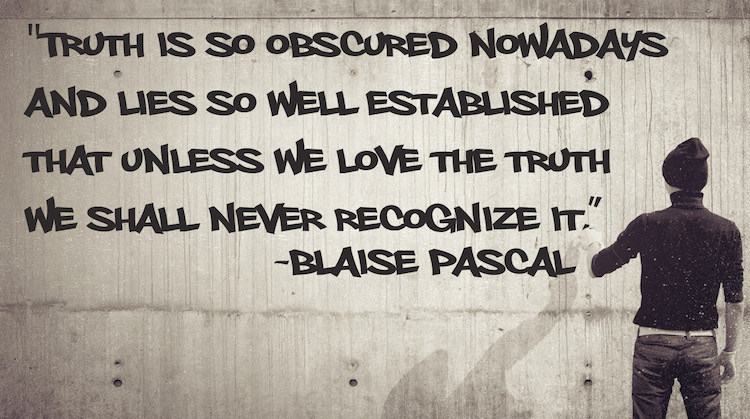 "TRUTH IS SO OBSCURED NOWADAYS
AND LIES SO WELL ESTABLISHED
THAT UNLESS WE LOVE THE TRUTH
WE SHALL NEVER RECOGNIZE IT."
-BLAISE PASCAL